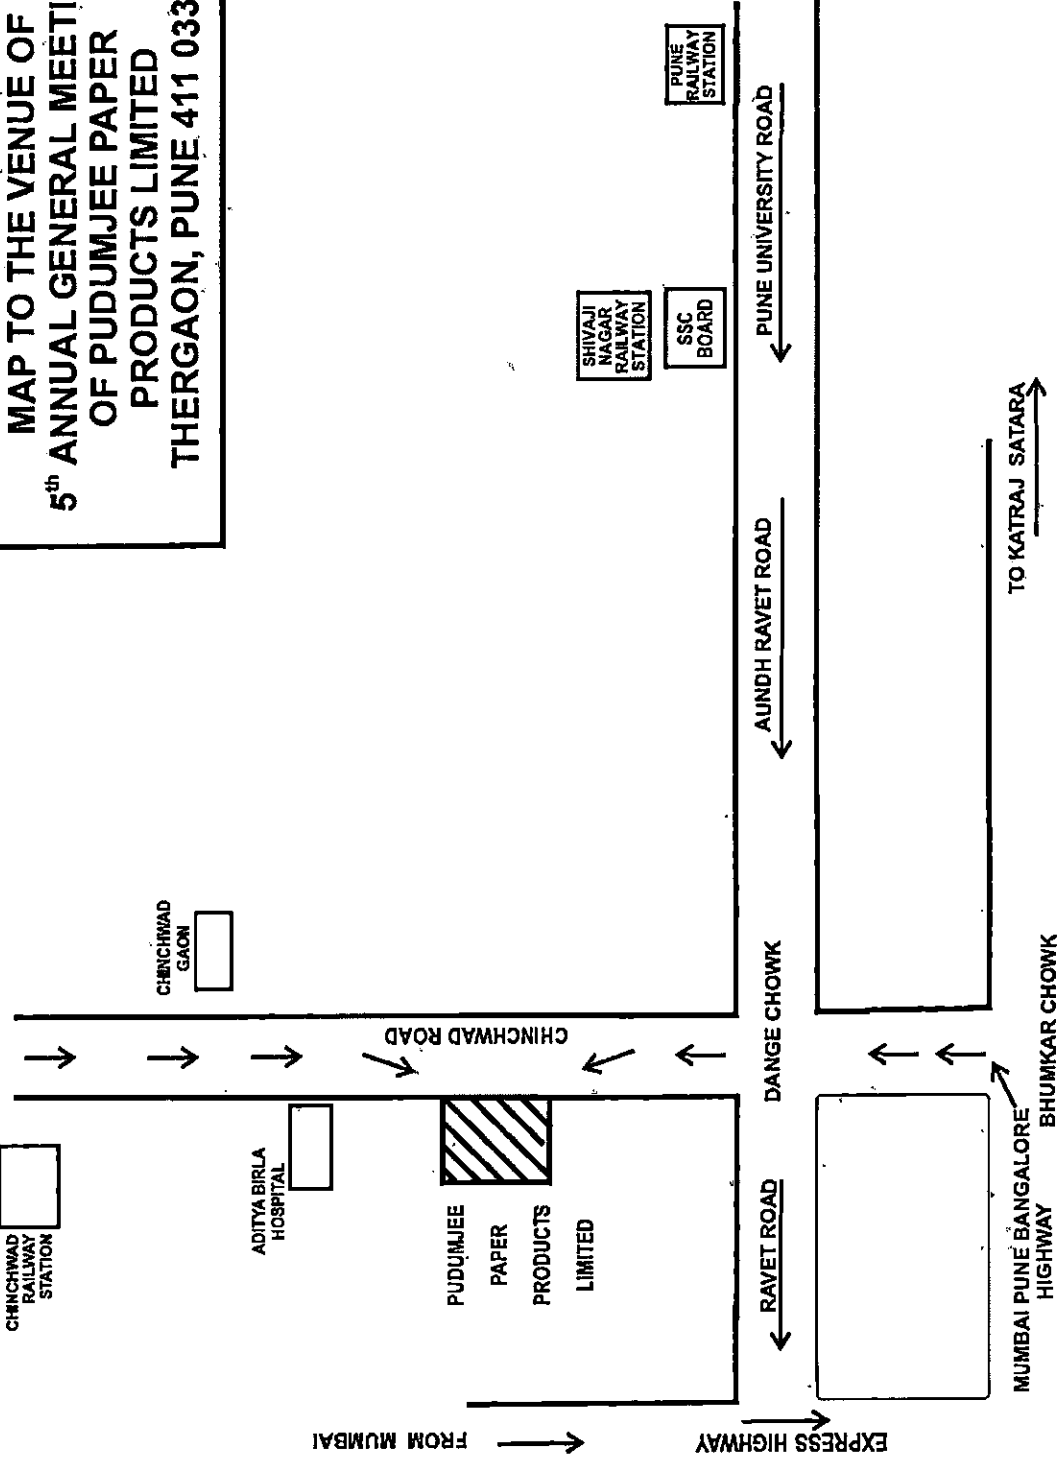 MAP TO THE VENUE OF
5th ANNUAL GENERAL MEETI
OF PUDUMJEE PAPER
PRODUCTS LIMITED
THERGAON, PUNE 411 033
CHINCHWAD
RAILWAY
STATION
CHINCHWAD
GAON
ADITYA BIRLA
HOSPITAL
CHINCHWAD ROAD
PUDUMJEE
PAPER
PRODUCTS
LIMITED
SHIVAJI
NAGAR
RAILWAY
STATION
SSC
BOARD
PUNE
RAILWAY
STATION
FROM MUMBAI
EXPRESS HIGHWAY
RAVET ROAD
DANGE CHOWK
AUNDH RAVET ROAD
PUNE UNIVERSITY ROAD
MUMBAI PUNE BANGALORE
HIGHWAY
BHUMKAR CHOWK
TO KATRAJ SATARA